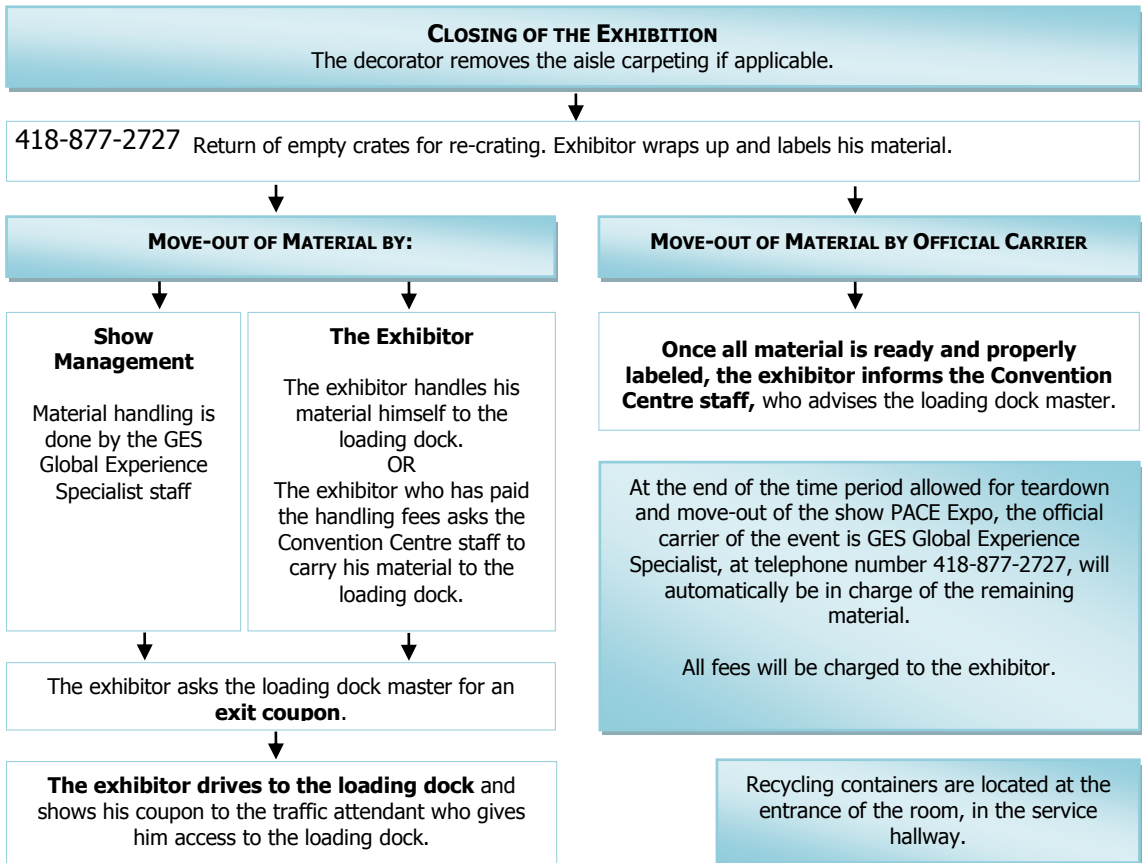 CLOSING OF THE EXHIBITION
The decorator removes the aisle carpeting if applicable.
418-877-2727 Return of empty crates for re-crating. Exhibitor wraps up and labels his material.
MOVE-OUT OF MATERIAL BY:
Show
Management
Material handling is
done by the GES
Global Experience
Specialist staff
The Exhibitor
The exhibitor handles his
material himself to the
loading dock.
OR
The exhibitor who has paid
the handling fees asks the
Convention Centre staff to
carry his material to the
loading dock.
The exhibitor asks the loading dock master for an
exit coupon.
The exhibitor drives to the loading dock and
shows his coupon to the traffic attendant who gives
him access to the loading dock.
MOVE-OUT OF MATERIAL BY OFFICIAL CARRIER
Once all material is ready and properly
labeled, the exhibitor informs the Convention
Centre staff, who advises the loading dock master.
At the end of the time period allowed for teardown
and move-out of the show PACE Expo, the official
carrier of the event is GES Global Experience
Specialist, at telephone number 418-877-2727, will
automatically be in charge of the remaining
material.
All fees will be charged to the exhibitor.
Recycling containers are located at the
entrance of the room, in the service
hallway.